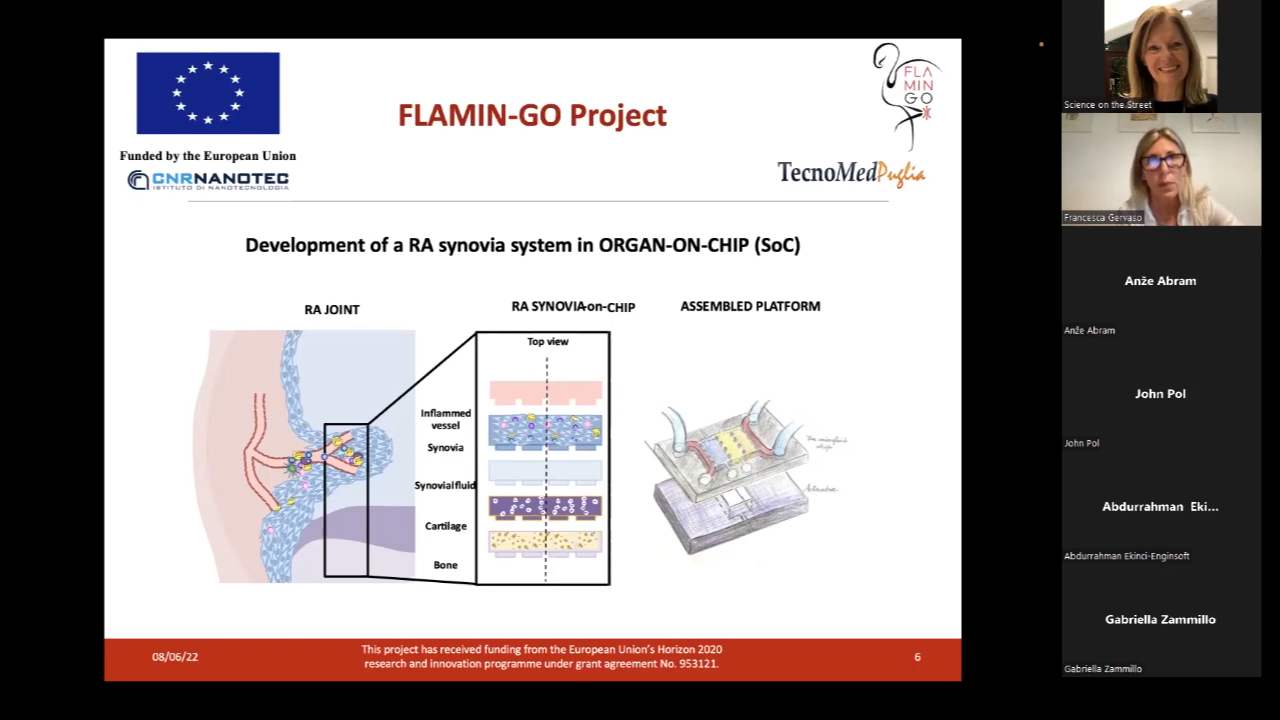 FLAMIN-GO Project
FLA
MIN
GO
Funded by the European Union
CNRNANOTEC
ISTITUTO DI NANOTECNOLOGIA
TecnoMedPuglia
Development of a RA synovia system in ORGAN-ON-CHIP (SoC)
RA JOINT
RA SYNOVIA-on-CHIP
ASSEMBLED PLATFORM
Top view
Inflammed
vessel
Synovia
Synovial fluid
Cartilage
Bone
08/06/22
This project has received funding from the European Union's Horizon 2020
research and innovation programme under grant agreement No. 953121.
6
Science on the Street
Francesca Gervaso
Anže Abram
Anže Abram
John Pol
John Pol
Abdurrahman Eki...
Abdurrahman Ekinci-Enginsoft
Gabriella Zammillo
Gabriella Zammillo